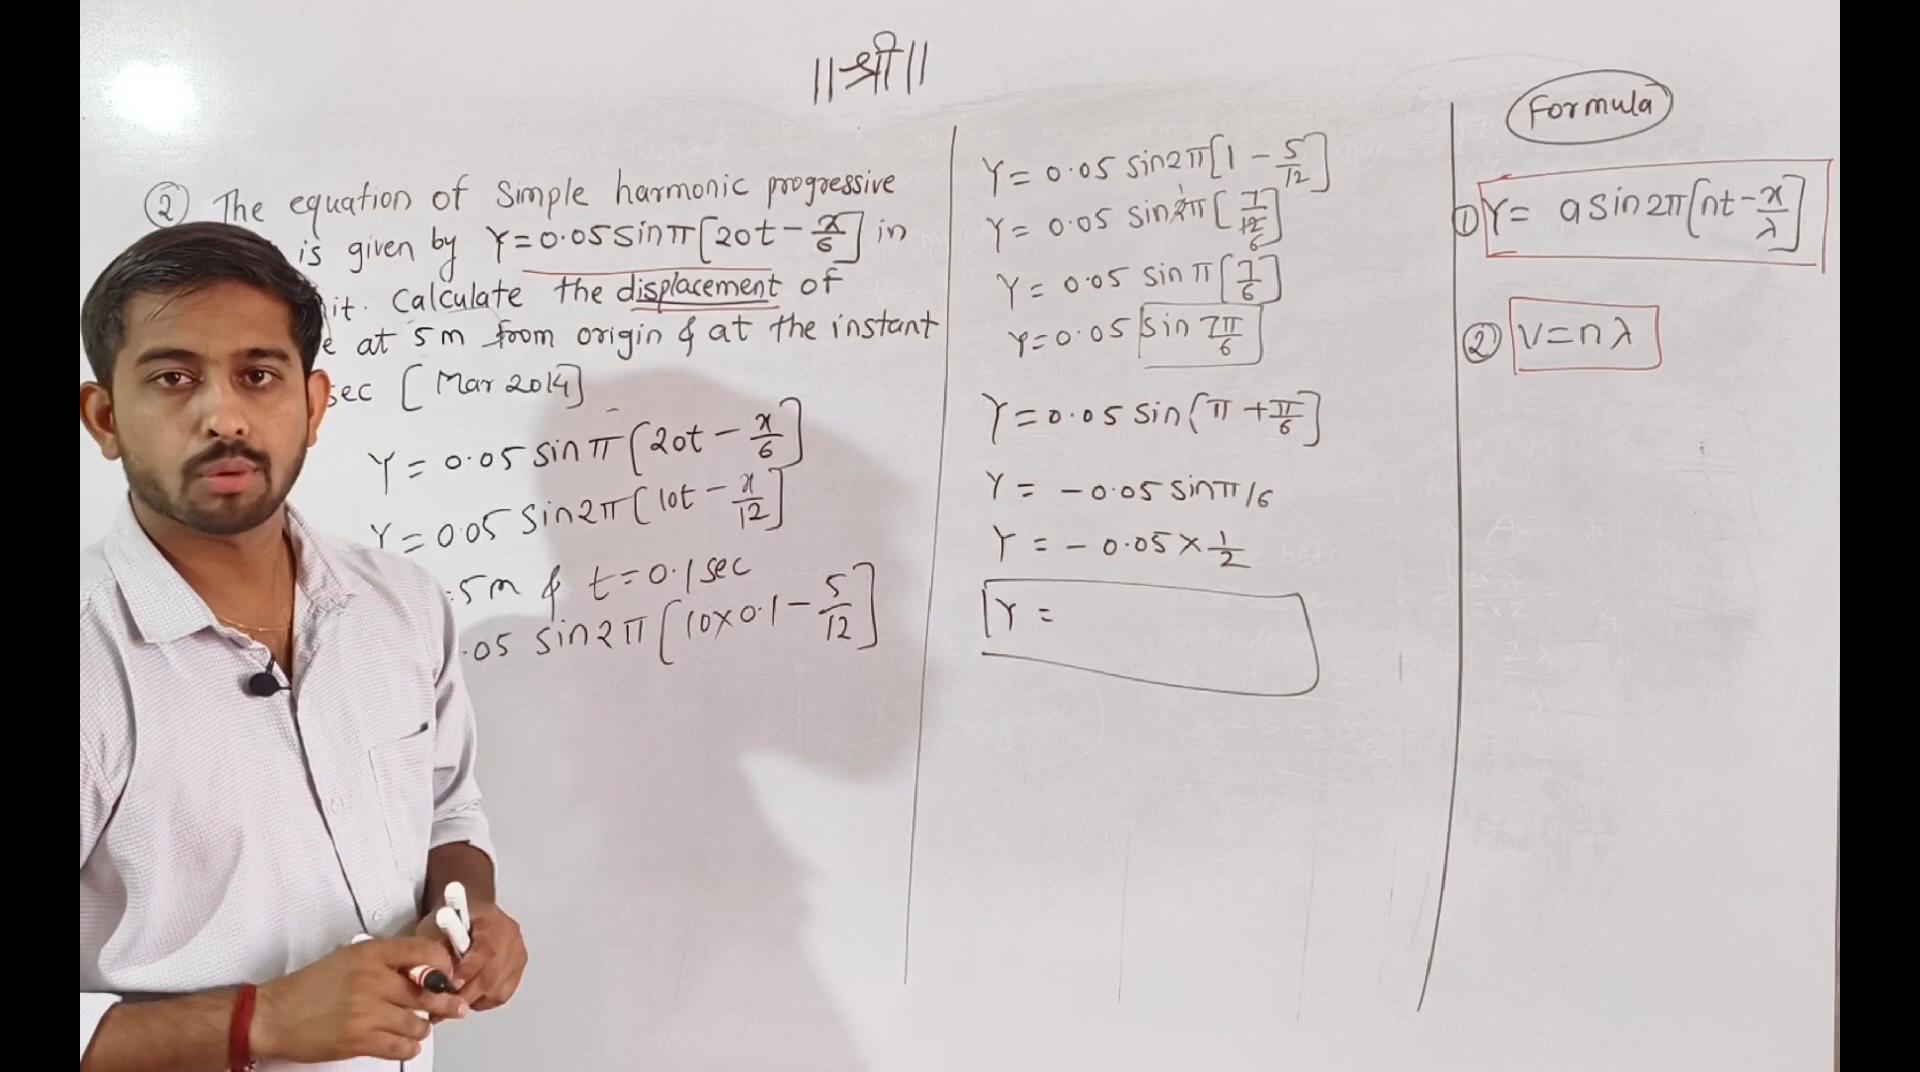 ||श्री||
② The equation of Simple harmonic progressive
is given by Y=0.05 sin π [20t - x/6] in
it. Calculate the displacement of
e at 5m from origin & at the instant
sec [Mar 2014]
Y = 0.05 sin π [20t - x/6]
Y = 0.05 sin 2π [10t - x/12]
5m & t = 0.1 sec
.05 sin 2π [10×0.1 - 5/12]
Y = 0.05 sin 2π [1 - 5/12]
Y = 0.05 sin 2π [7/12]
6
Y = 0.05 sin π [7/6]
Y = 0.05 sin 7π/6
Y = 0.05 sin (π + π/6]
Y = -0.05 sin π/6
Y = -0.05 × 1/2
Y =
Formula
① Y = a sin 2π [nt - x/λ]
② V = nλ